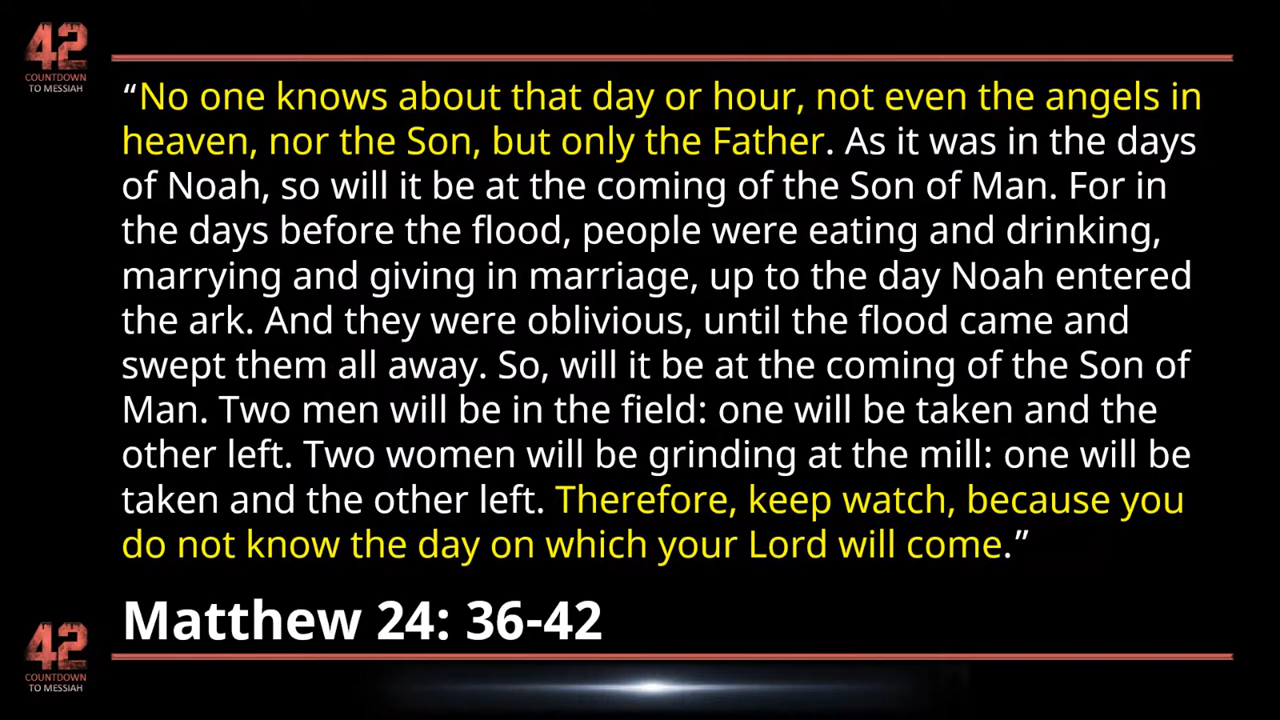 42
COUNTDOWN
TO MESSIAH
“No one knows about that day or hour, not even the angels in
heaven, nor the Son, but only the Father. As it was in the days
of Noah, so will it be at the coming of the Son of Man. For in
the days before the flood, people were eating and drinking,
marrying and giving in marriage, up to the day Noah entered
the ark. And they were oblivious, until the flood came and
swept them all away. So, will it be at the coming of the Son of
Man. Two men will be in the field: one will be taken and the
other left. Two women will be grinding at the mill: one will be
taken and the other left. Therefore, keep watch, because you
do not know the day on which your Lord will come.”
Matthew 24: 36-42
42
COUNTDOWN
TO MESSIAH